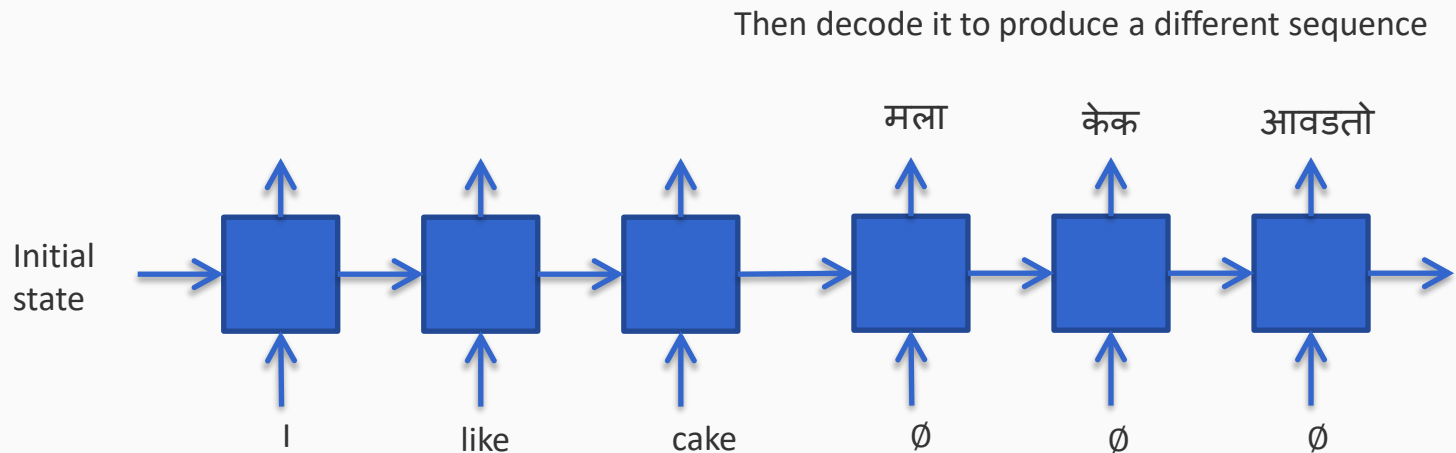 Then decode it to produce a different sequence
मला केक आवडतो
Initial
state
I like cake ∅ ∅ ∅